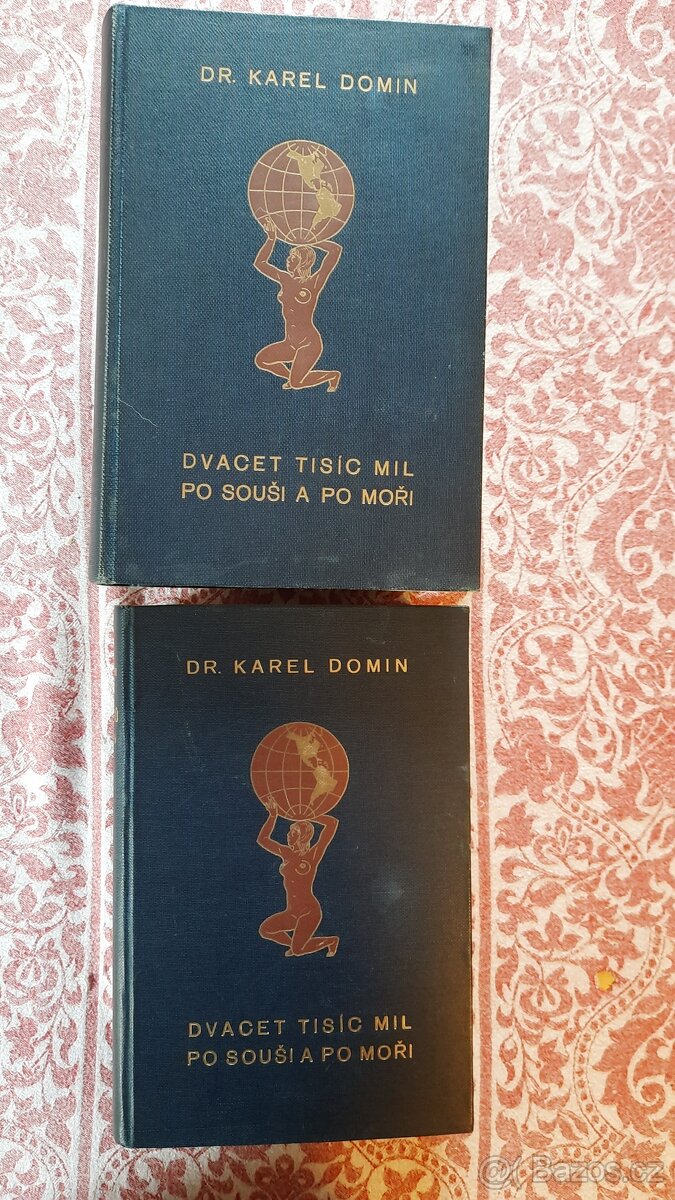 DR. KAREL DOMIN
DVACET TISÍC MIL
PO SOUŠI A PO MOŘI
DR. KAREL DOMIN
DVACET TISÍC MIL
PO SOUŠI A PO MOŘI
Bazos.cz